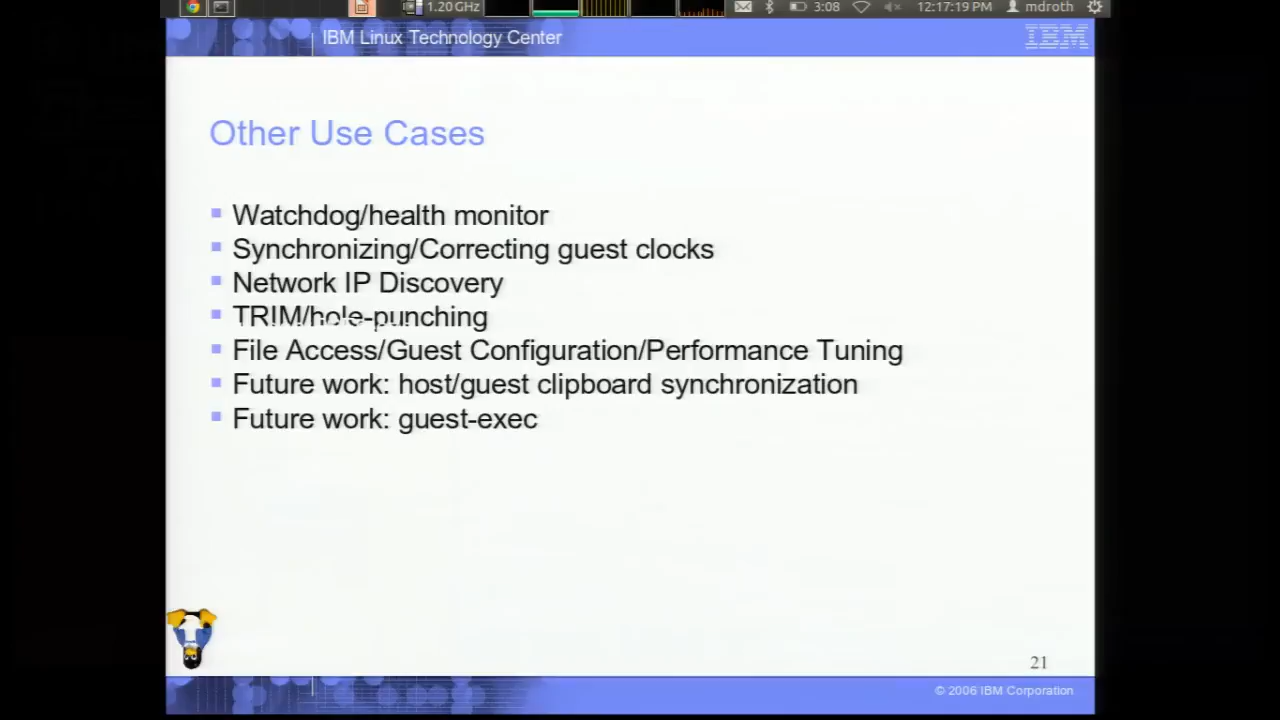 1.20 GHz
3:08
12:17:19 PM
mdroth
IBM Linux Technology Center
IBM
Other Use Cases
Watchdog/health monitor
Synchronizing/Correcting guest clocks
Network IP Discovery
TRIM/hole-punching
File Access/Guest Configuration/Performance Tuning
Future work: host/guest clipboard synchronization
Future work: guest-exec
21
© 2006 IBM Corporation